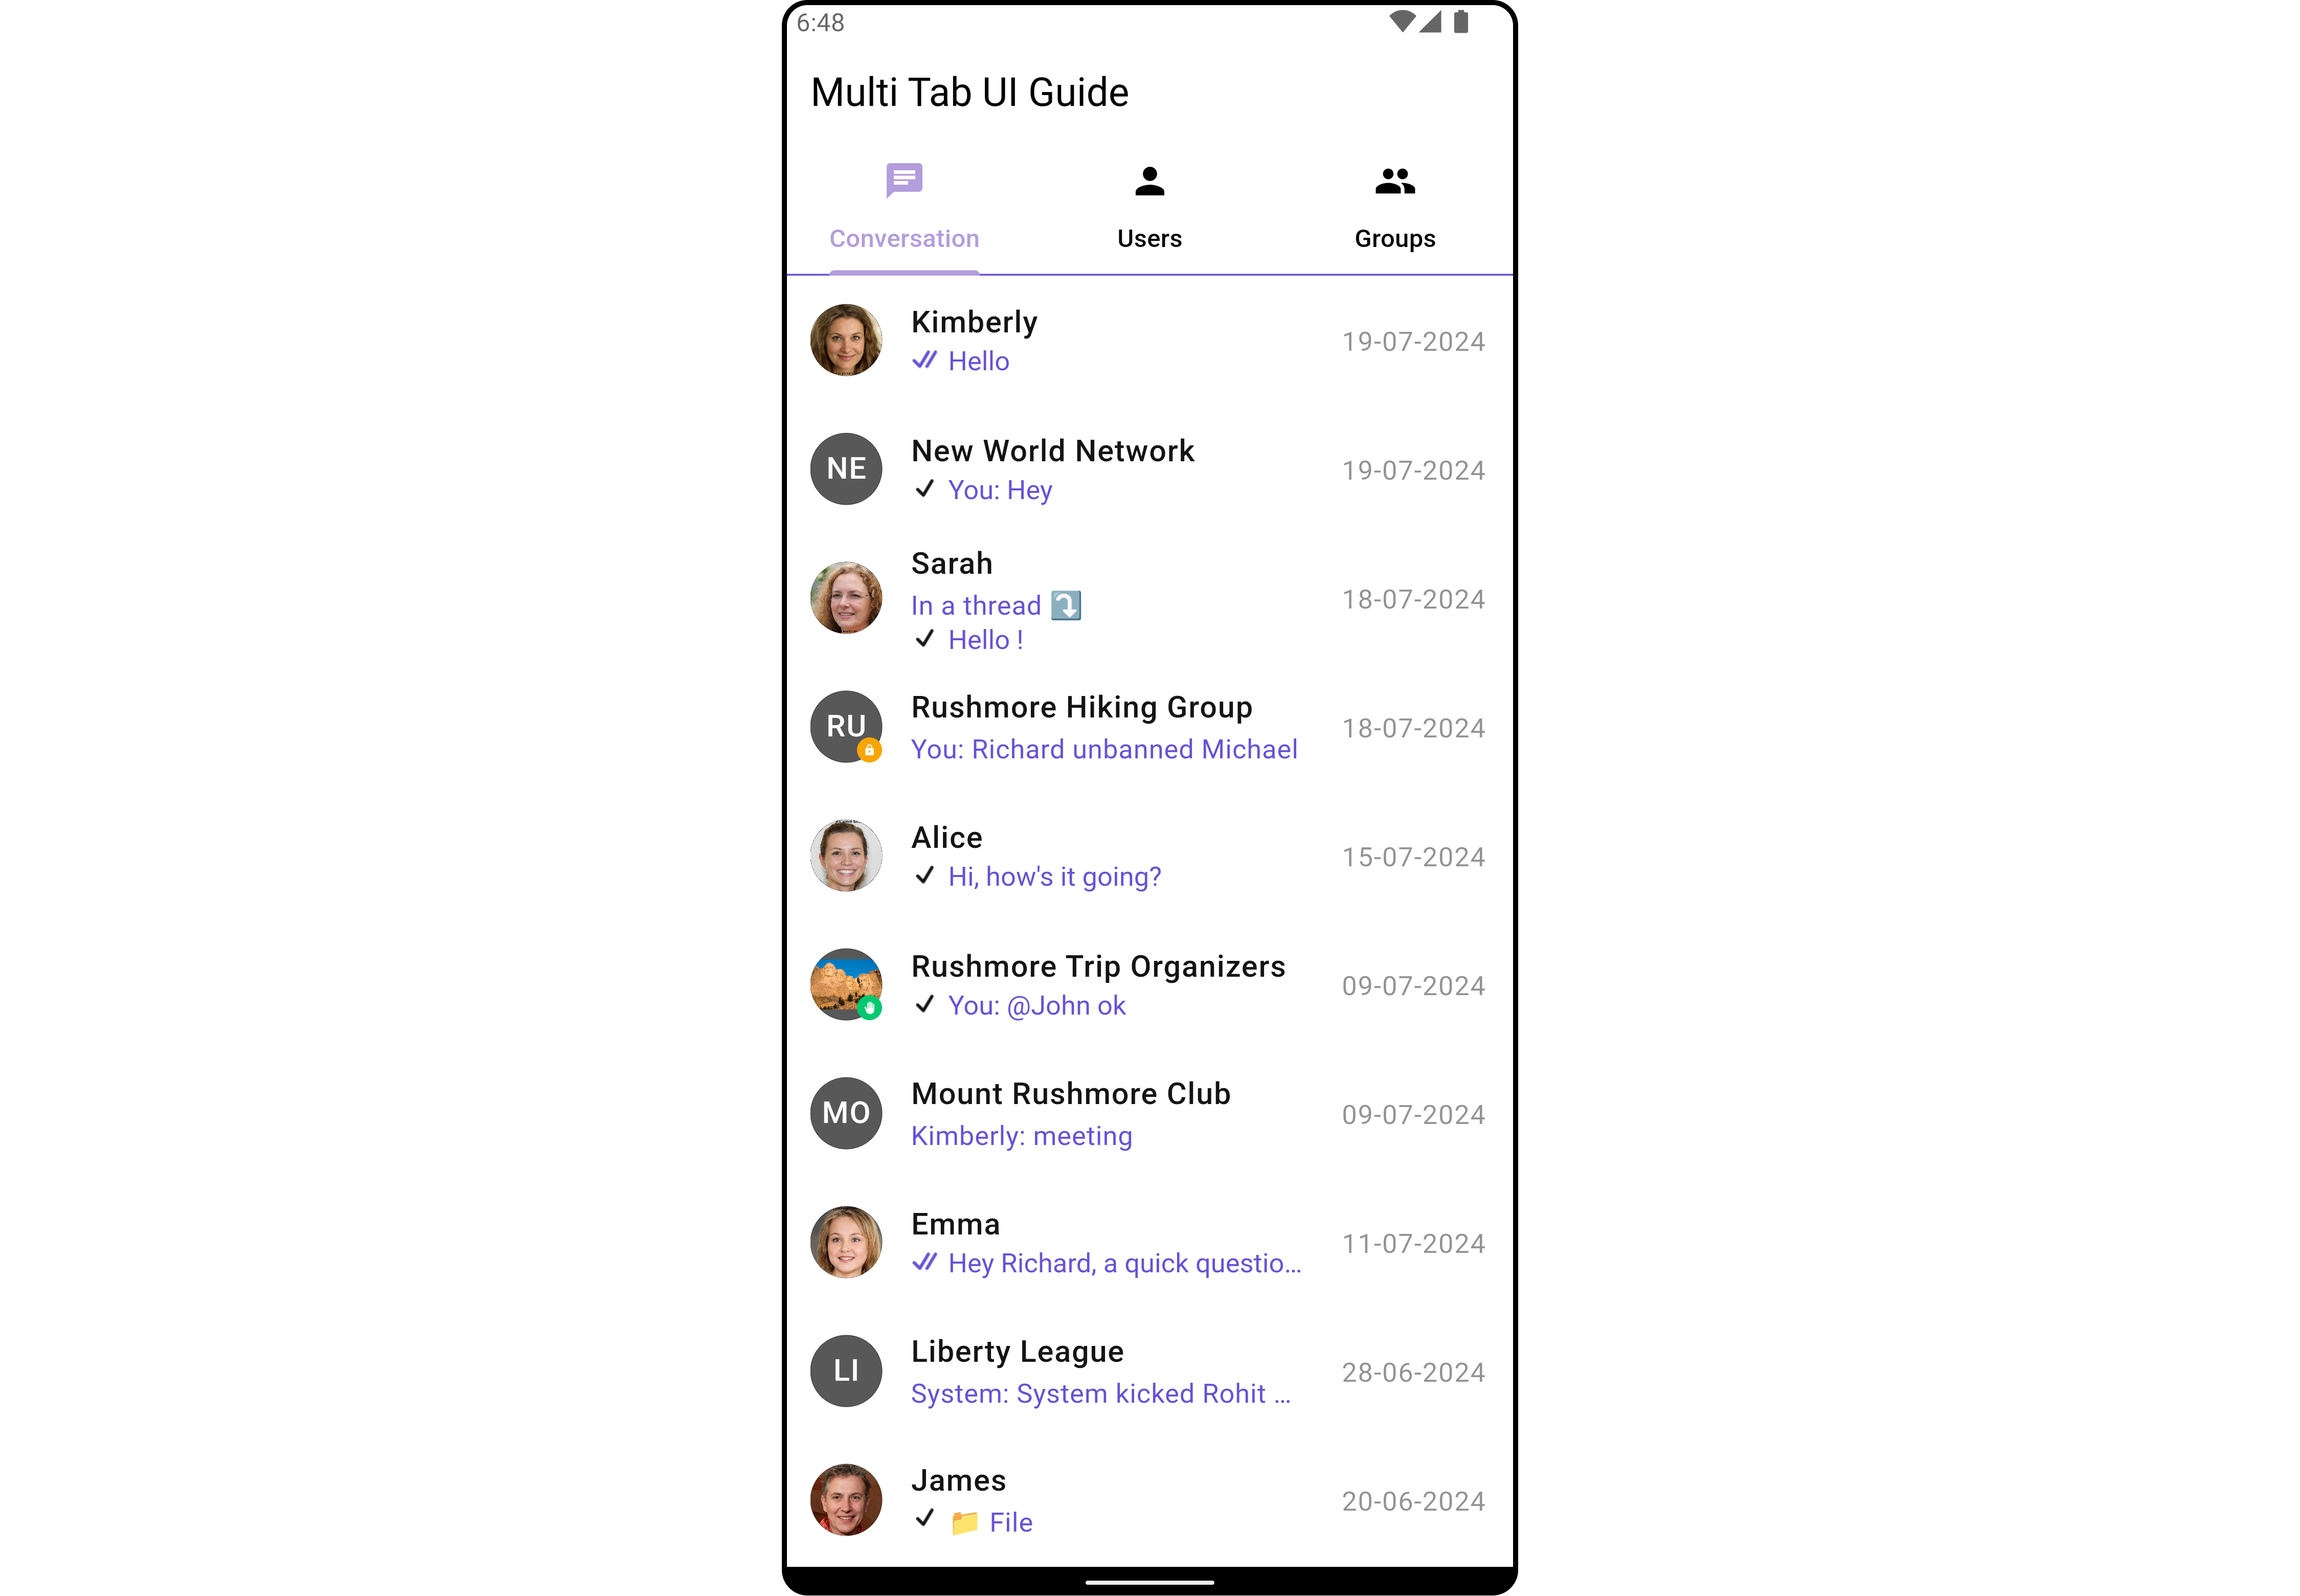 6:48
Multi Tab UI Guide
Conversation Users Groups
Kimberly
Hello
19-07-2024
NE
New World Network
You: Hey
19-07-2024
Sarah
In a thread ⤵️
Hello !
18-07-2024
RU
Rushmore Hiking Group
You: Richard unbanned Michael
18-07-2024
Alice
Hi, how's it going?
15-07-2024
Rushmore Trip Organizers
You: @John ok
09-07-2024
MO
Mount Rushmore Club
Kimberly: meeting
09-07-2024
Emma
Hey Richard, a quick questio...
11-07-2024
LI
Liberty League
System: System kicked Rohit ...
28-06-2024
James
📁 File
20-06-2024